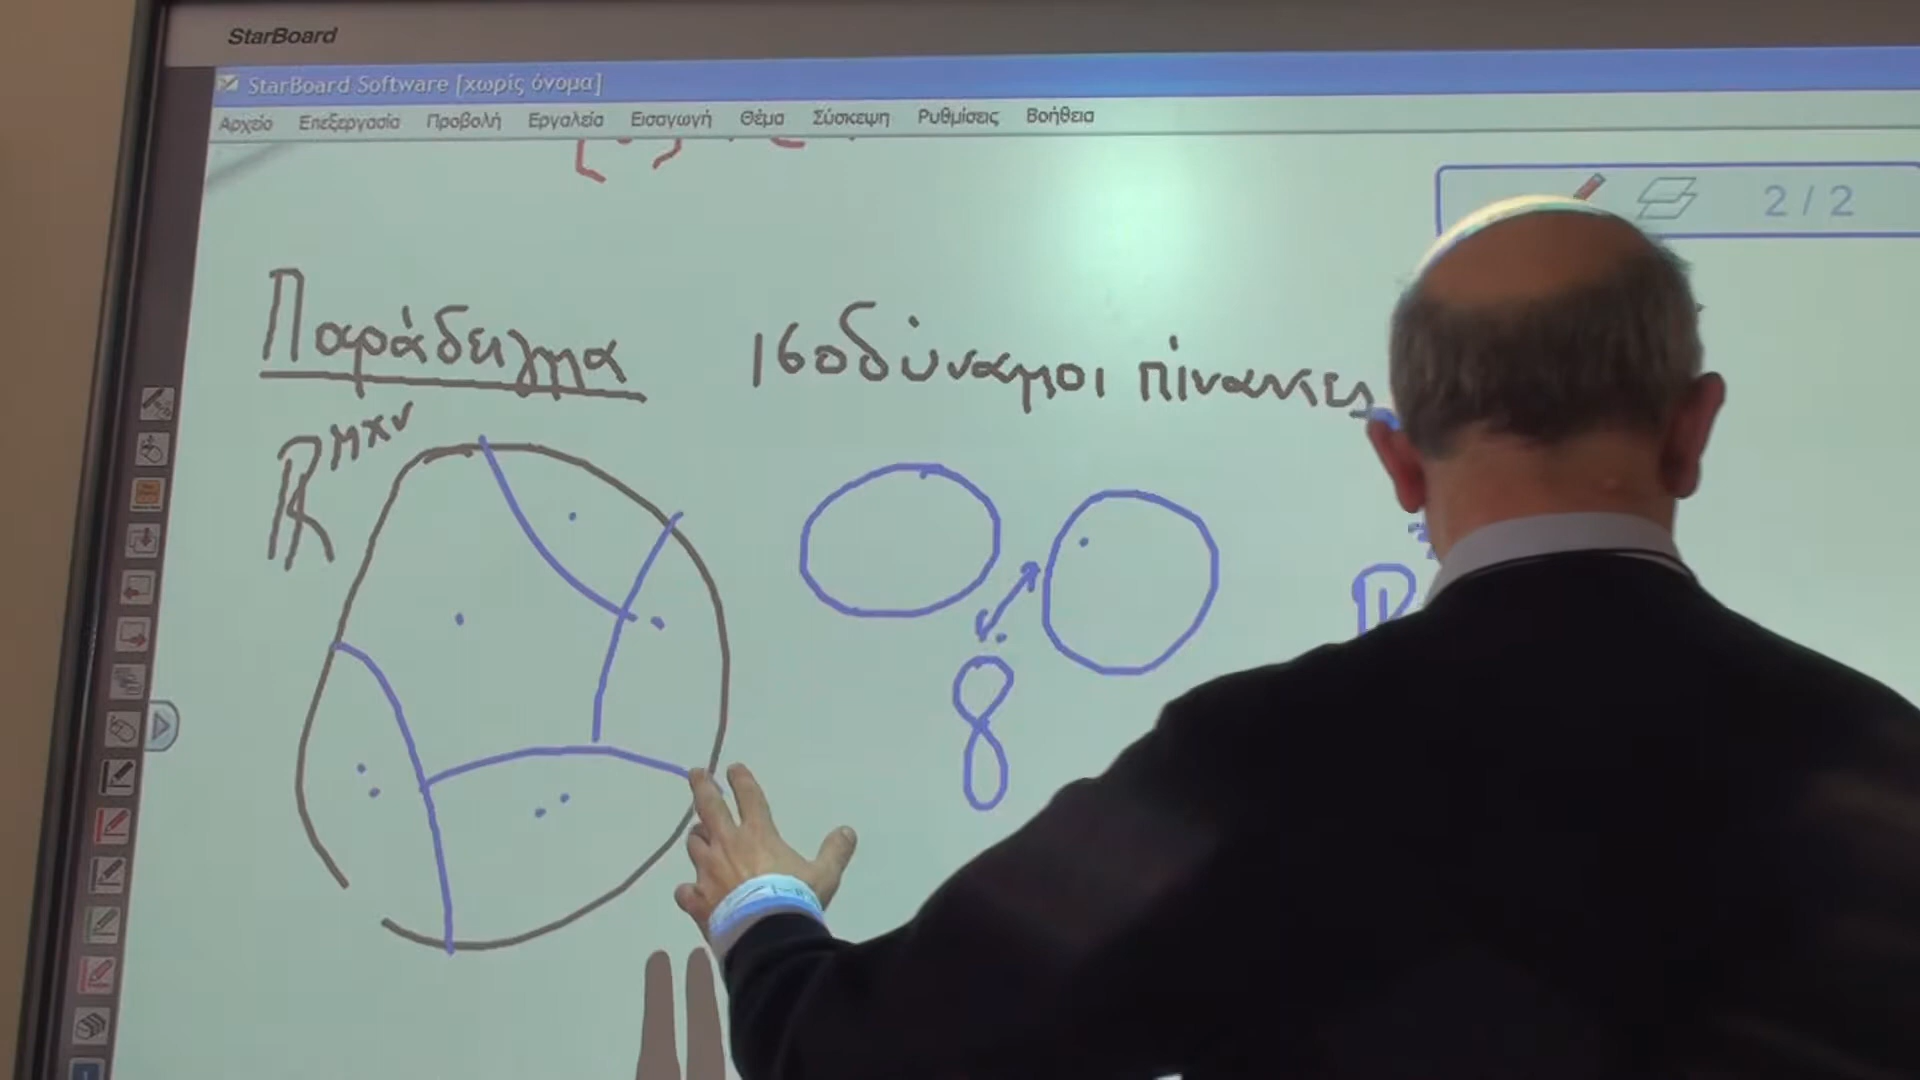 StarBoard
StarBoard Software [χωρίς όνομα]
Αρχείο Επεξεργασία Προβολή Εργαλεία Εισαγωγή Θέμα Σύσκεψη Ρυθμίσεις Βοήθεια
2 / 2
Παράδειγμα ισοδύναμοι πίνακες
R^{μχν}
8